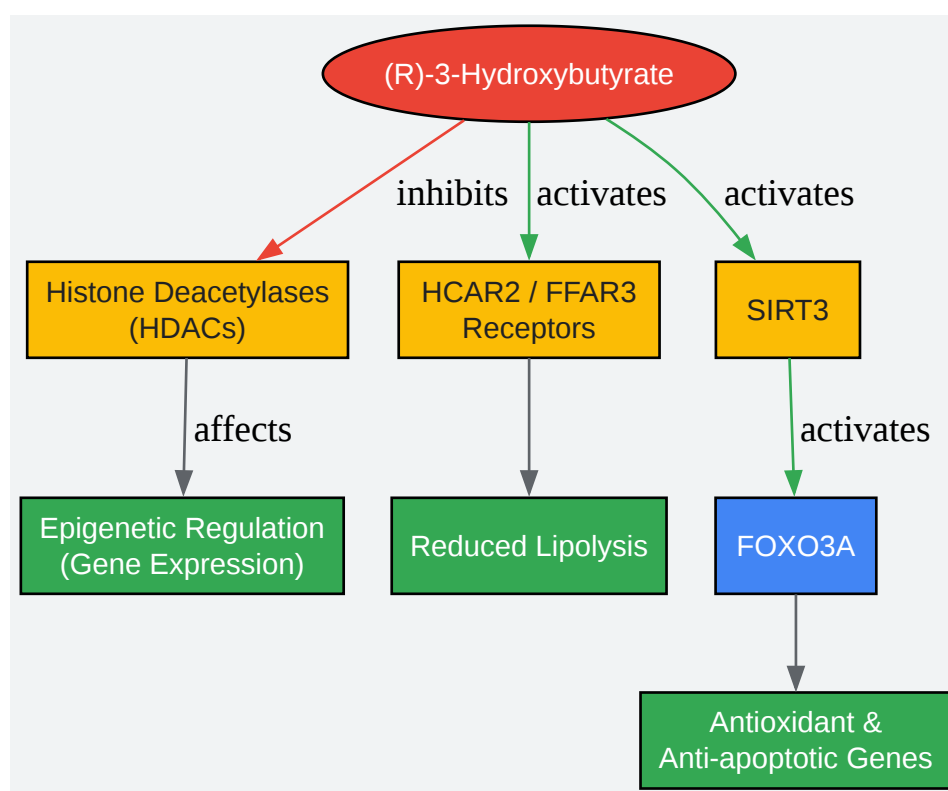 (R)-3-Hydroxybutyrate
inhibits
activates
activates
Histone Deacetylases
(HDACs)
HCAR2 / FFAR3
Receptors
SIRT3
affects
activates
Epigenetic Regulation
(Gene Expression)
Reduced Lipolysis
FOXO3A
Antioxidant &
Anti-apoptotic Genes